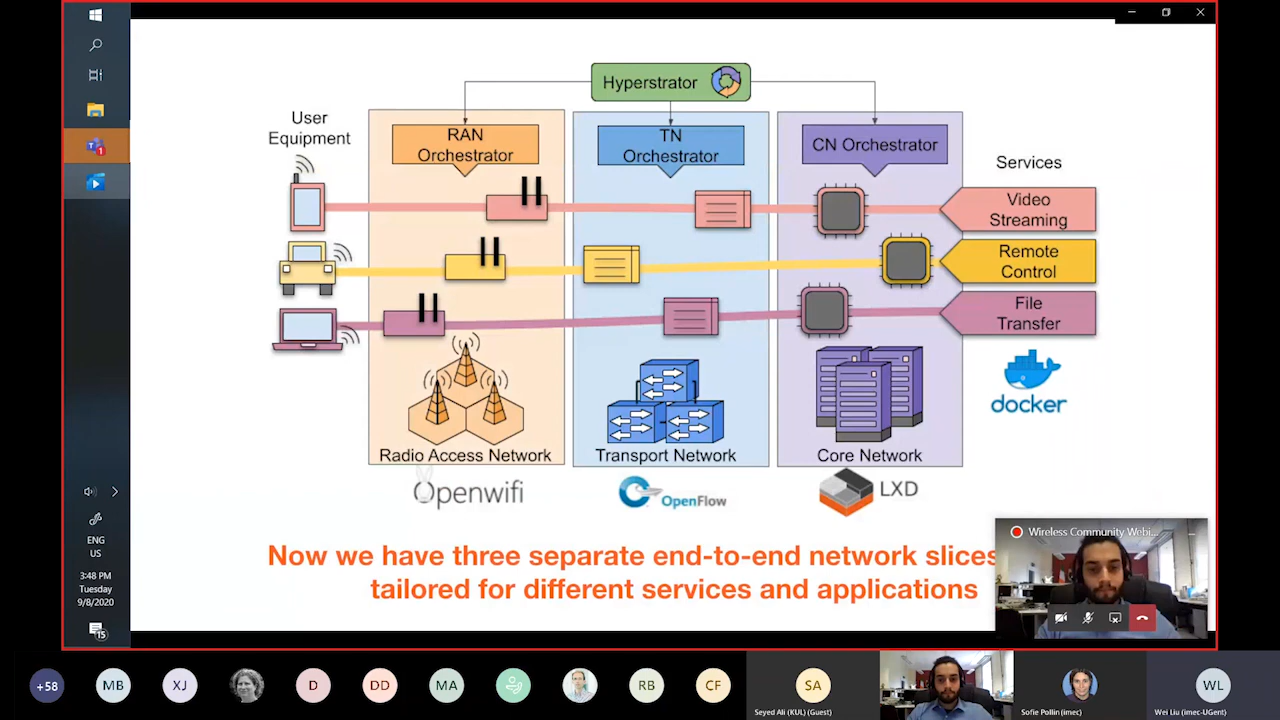 Hyperstrator
User
Equipment
RAN
Orchestrator
TN
Orchestrator
CN Orchestrator
Services
Video
Streaming
Remote
Control
File
Transfer
docker
Radio Access Network
Transport Network
Core Network
Openwifi
OpenFlow
LXD
Now we have three separate end-to-end network slices
tailored for different services and applications
Wireless Community Webi...
1
ENG
US
3:48 PM
Tuesday
9/8/2020
15
+58
MB
XJ
D
DD
MA
RB
CF
SA
Seyed Ali (KUL) (Guest)
Sofie Pollin (imec)
WL
Wei Liu (imec-UGent)